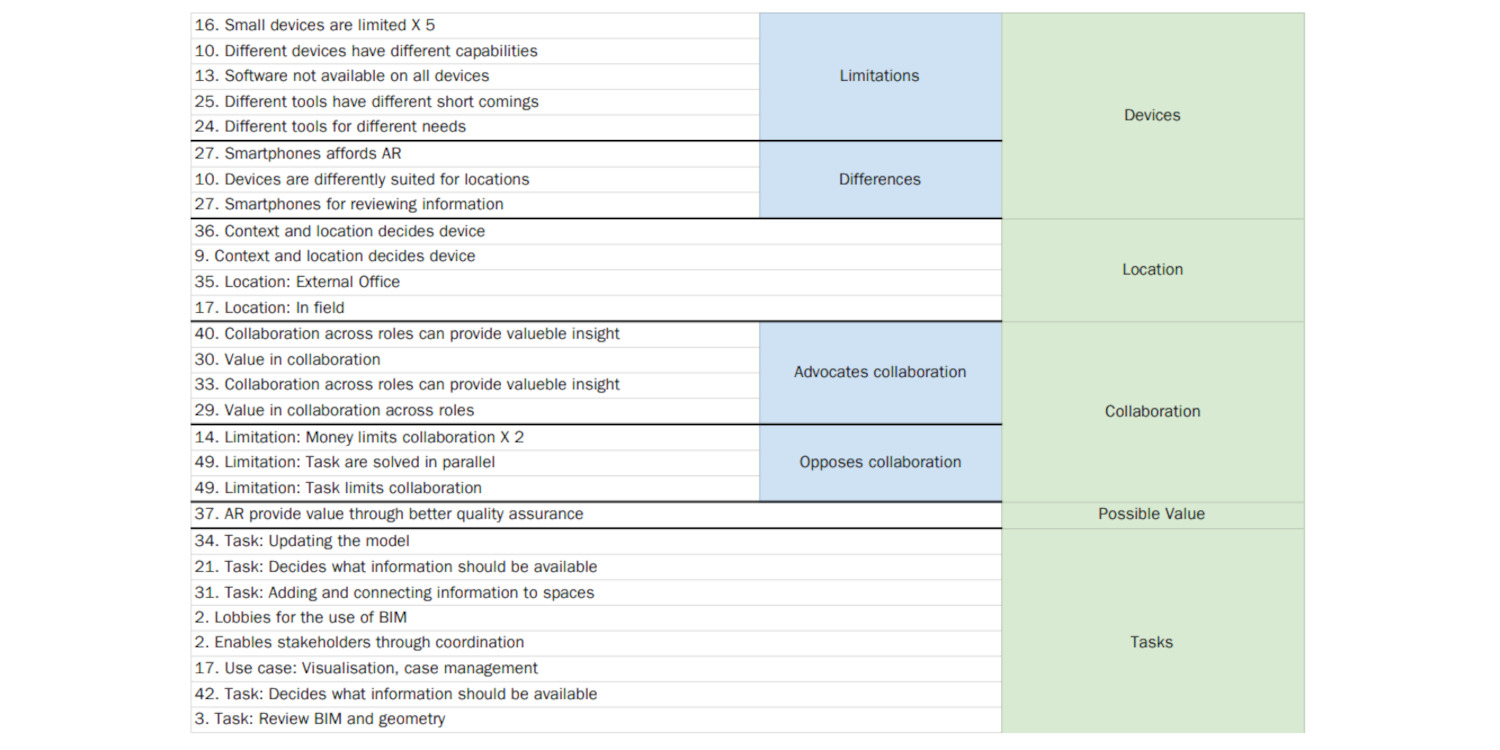 16. Small devices are limited X 5
10. Different devices have different capabilities
13. Software not available on all devices
25. Different tools have different short comings
24. Different tools for different needs
Limitations
27. Smartphones affords AR
10. Devices are differently suited for locations
27. Smartphones for reviewing information
Differences
Devices
36. Context and location decides device
9. Context and location decides device
35. Location: External Office
17. Location: In field
Location
40. Collaboration across roles can provide valueble insight
30. Value in collaboration
33. Collaboration across roles can provide valueble insight
29. Value in collaboration across roles
Advocates collaboration
14. Limitation: Money limits collaboration X 2
49. Limitation: Task are solved in parallel
49. Limitation: Task limits collaboration
Opposes collaboration
Collaboration
37. AR provide value through better quality assurance
Possible Value
34. Task: Updating the model
21. Task: Decides what information should be available
31. Task: Adding and connecting information to spaces
2. Lobbies for the use of BIM
2. Enables stakeholders through coordination
17. Use case: Visualisation, case management
42. Task: Decides what information should be available
3. Task: Review BIM and geometry
Tasks